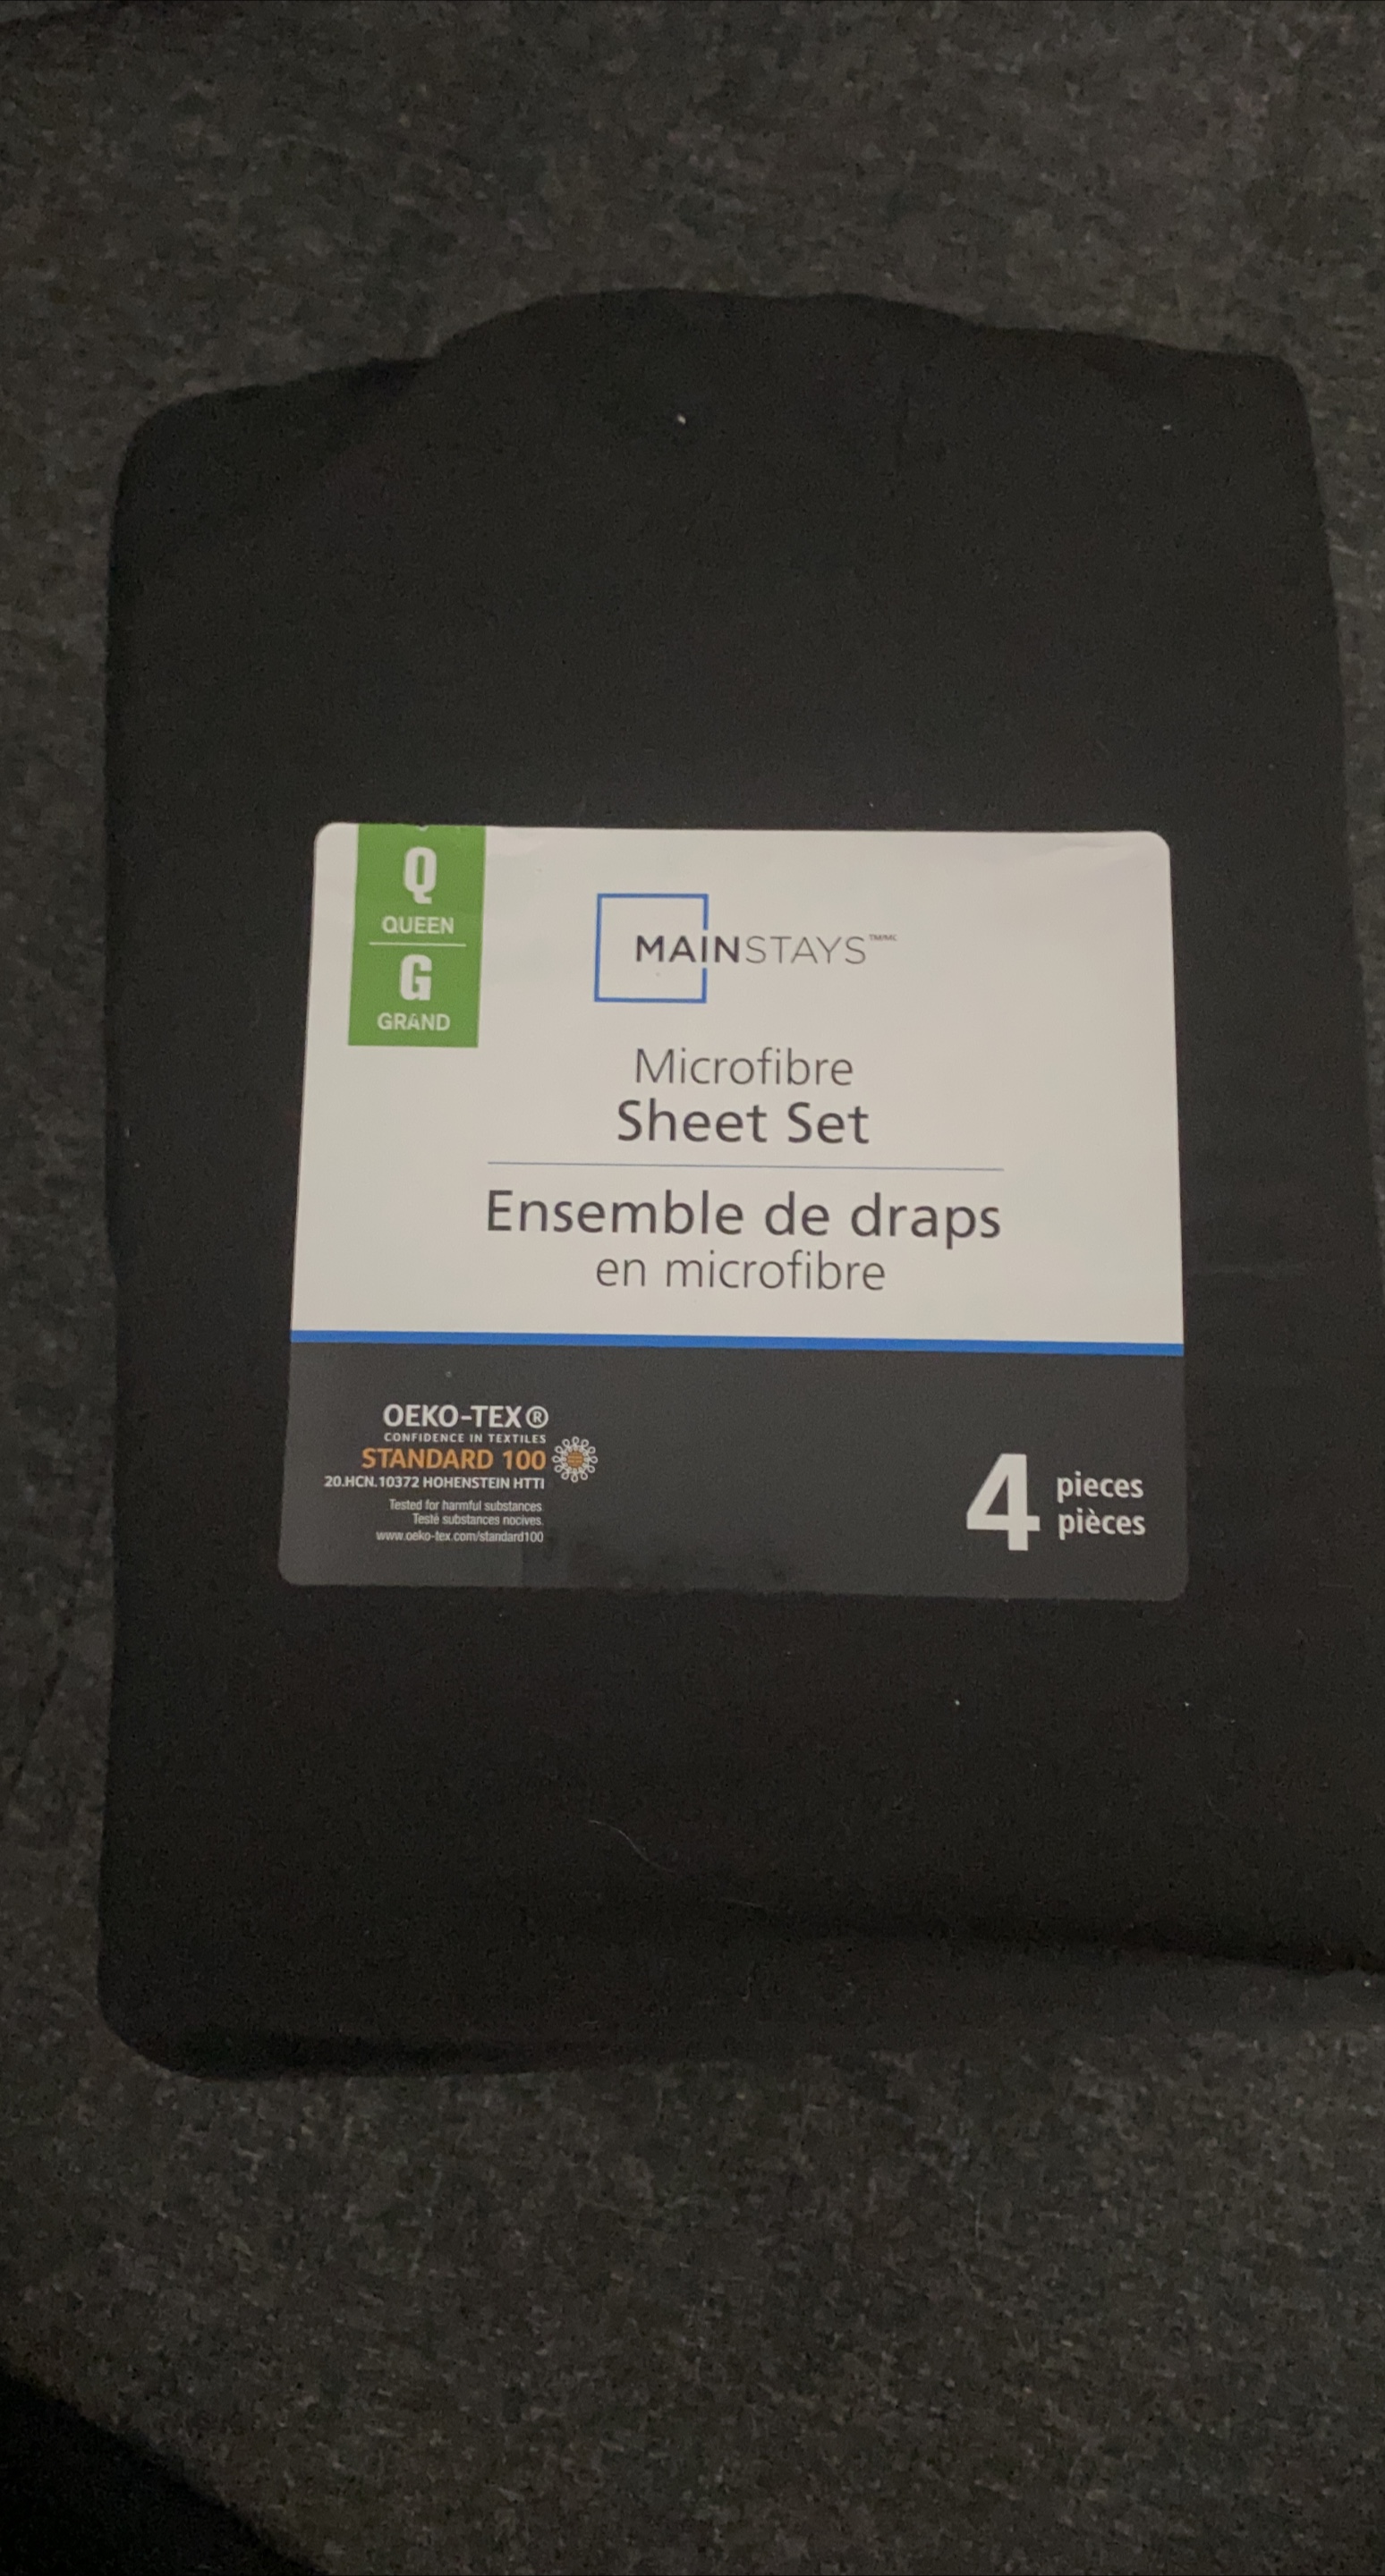 Q
QUEEN
G
GRAND
MAINSTAYS™MC
Microfibre
Sheet Set
Ensemble de draps
en microfibre
OEKO-TEX®
CONFIDENCE IN TEXTILES
STANDARD 100
20.HCN.10372 HOHENSTEIN HTTI
Tested for harmful substances.
Testé substances nocives.
www.oeko-tex.com/standard100
4 pieces
pièces